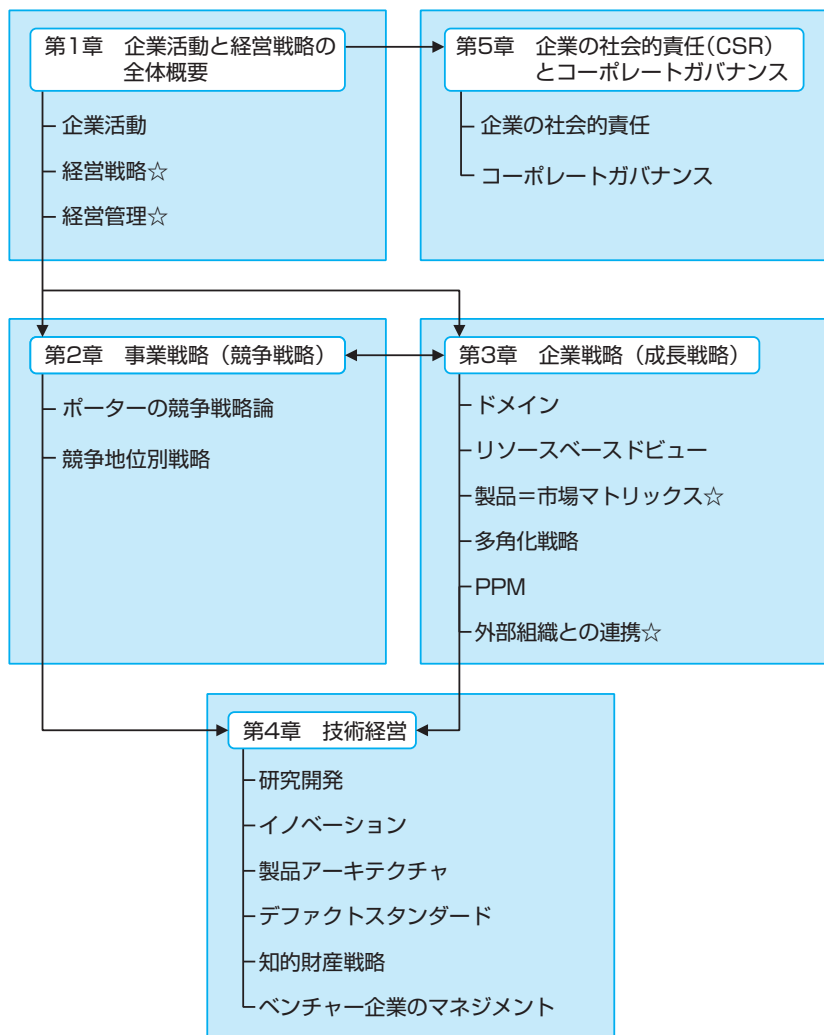 第1章　企業活動と経営戦略の
全体概要
企業活動
経営戦略☆
経営管理☆
第5章　企業の社会的責任(CSR)
とコーポレートガバナンス
企業の社会的責任
コーポレートガバナンス
第2章　事業戦略（競争戦略）
ポーターの競争戦略論
競争地位別戦略
第3章　企業戦略（成長戦略）
ドメイン
リソースベースドビュー
製品＝市場マトリックス☆
多角化戦略
PPM
外部組織との連携☆
第4章　技術経営
研究開発
イノベーション
製品アーキテクチャ
デファクトスタンダード
知的財産戦略
ベンチャー企業のマネジメント